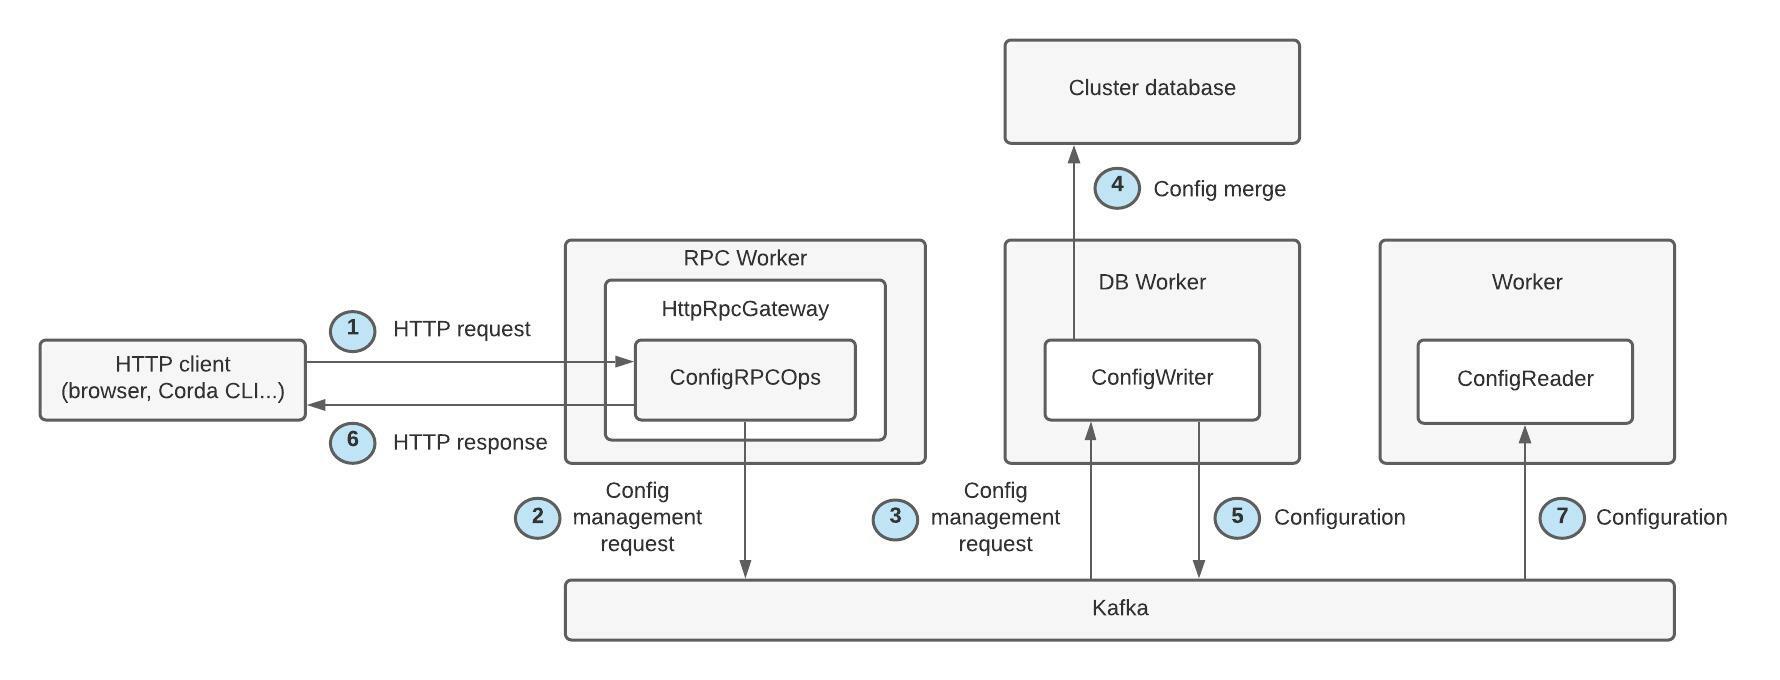 Cluster database
4
Config merge
RPC Worker
HttpRpcGateway
ConfigRPCOps
DB Worker
ConfigWriter
Worker
ConfigReader
1
HTTP request
HTTP client
(browser, Corda CLI...)
6
HTTP response
2
Config
management
request
3
Config
management
request
5
Configuration
7
Configuration
Kafka